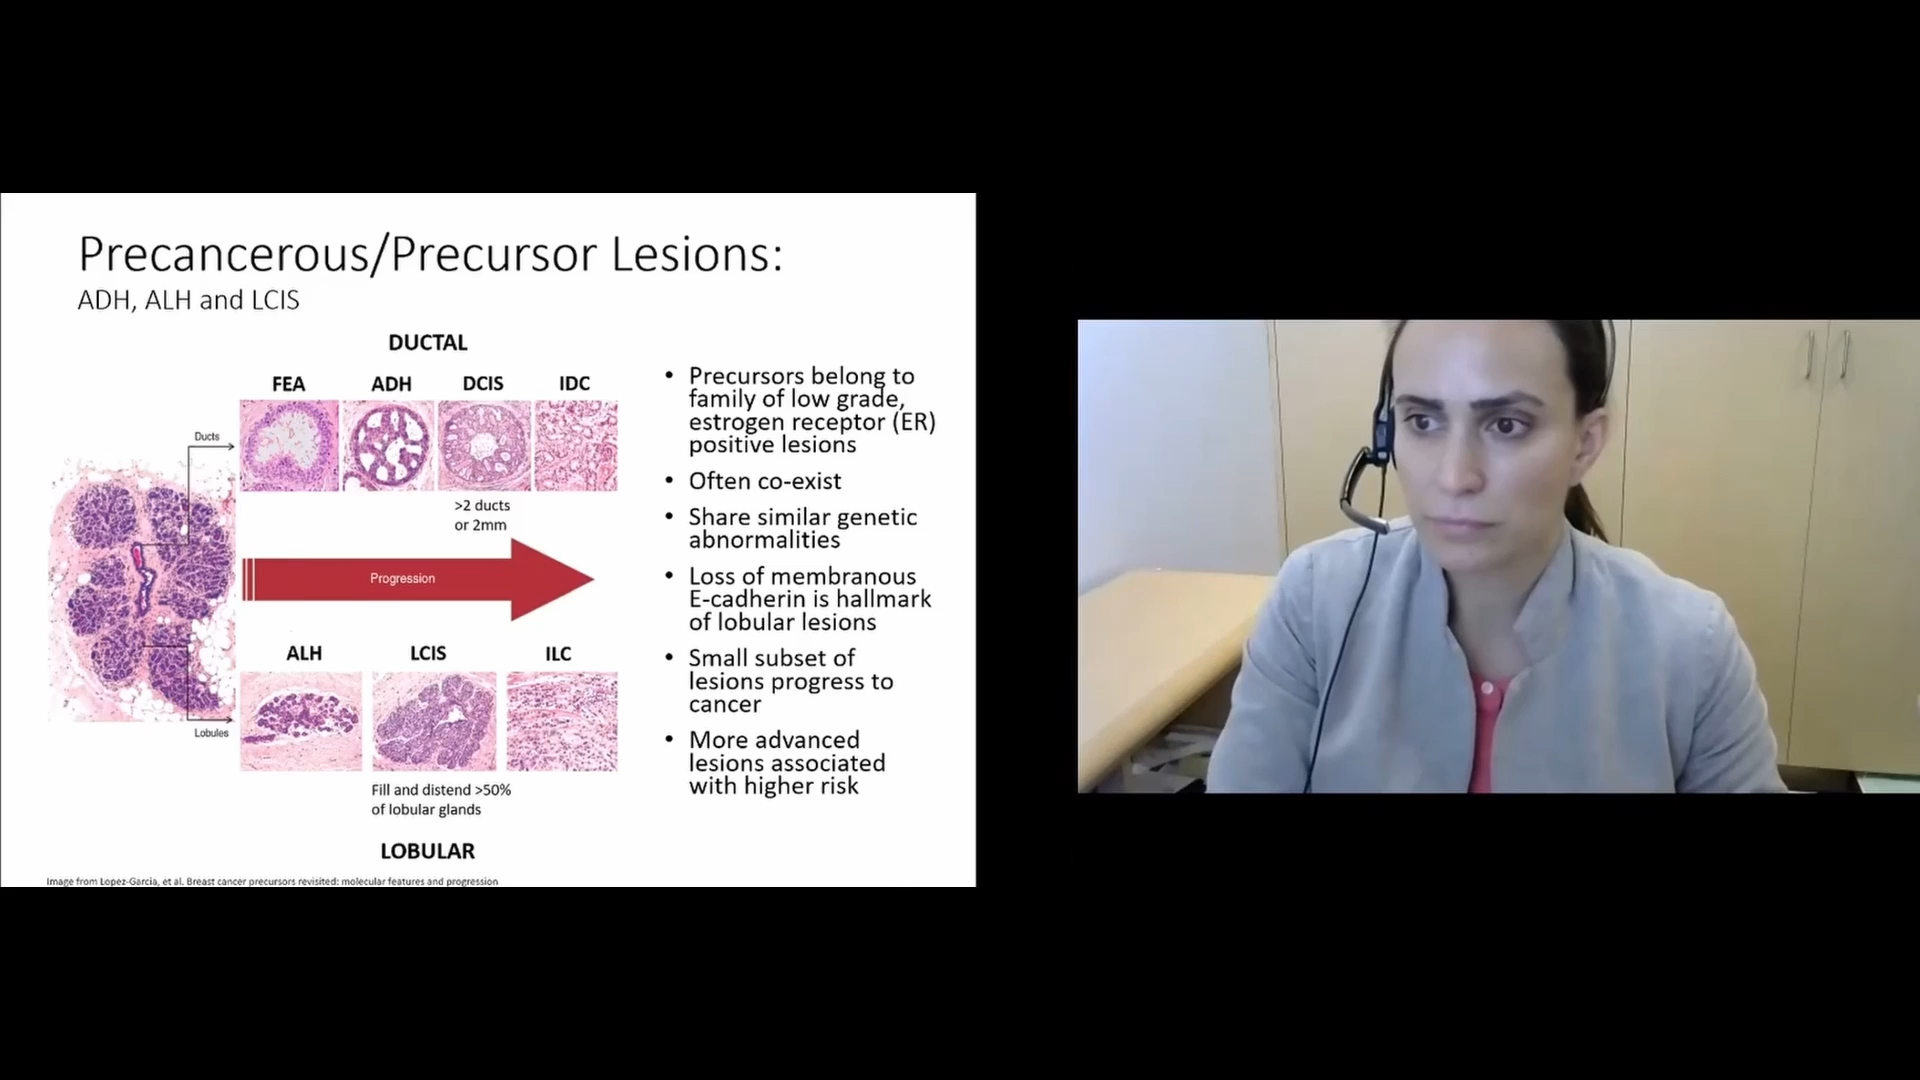 Precancerous/Precursor Lesions:
ADH, ALH and LCIS
DUCTAL
FEA ADH DCIS IDC
Ducts
>2 ducts
or 2mm
Progression
ALH LCIS ILC
Lobules
Fill and distend >50%
of lobular glands
LOBULAR
• Precursors belong to
family of low grade,
estrogen receptor (ER)
positive lesions
• Often co-exist
• Share similar genetic
abnormalities
• Loss of membranous
E-cadherin is hallmark
of lobular lesions
• Small subset of
lesions progress to
cancer
• More advanced
lesions associated
with higher risk
Image from Lopez-Garcia, et al. Breast cancer precursors revisited: molecular features and progression